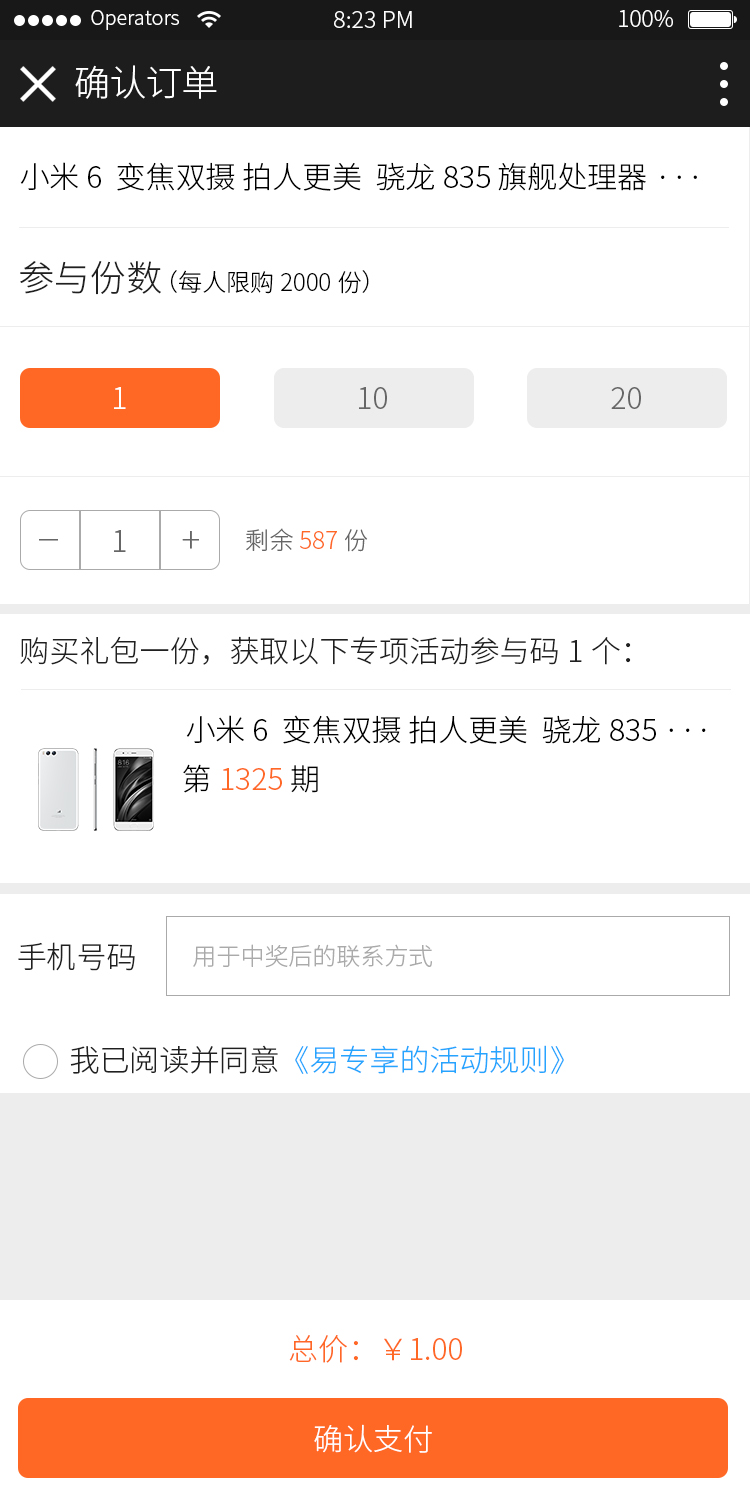 Operators 8:23 PM 100%
确认订单
小米 6 变焦双摄 拍人更美 骁龙 835 旗舰处理器 ···
参与份数（每人限购 2000 份）
1 10 20
— 1 + 剩余 587 份
购买礼包一份，获取以下专项活动参与码 1 个：
小米 6 变焦双摄 拍人更美 骁龙 835 ···
8:16
第 1325 期
手机号码 用于中奖后的联系方式
我已阅读并同意《易专享的活动规则》
总价：￥1.00
确认支付